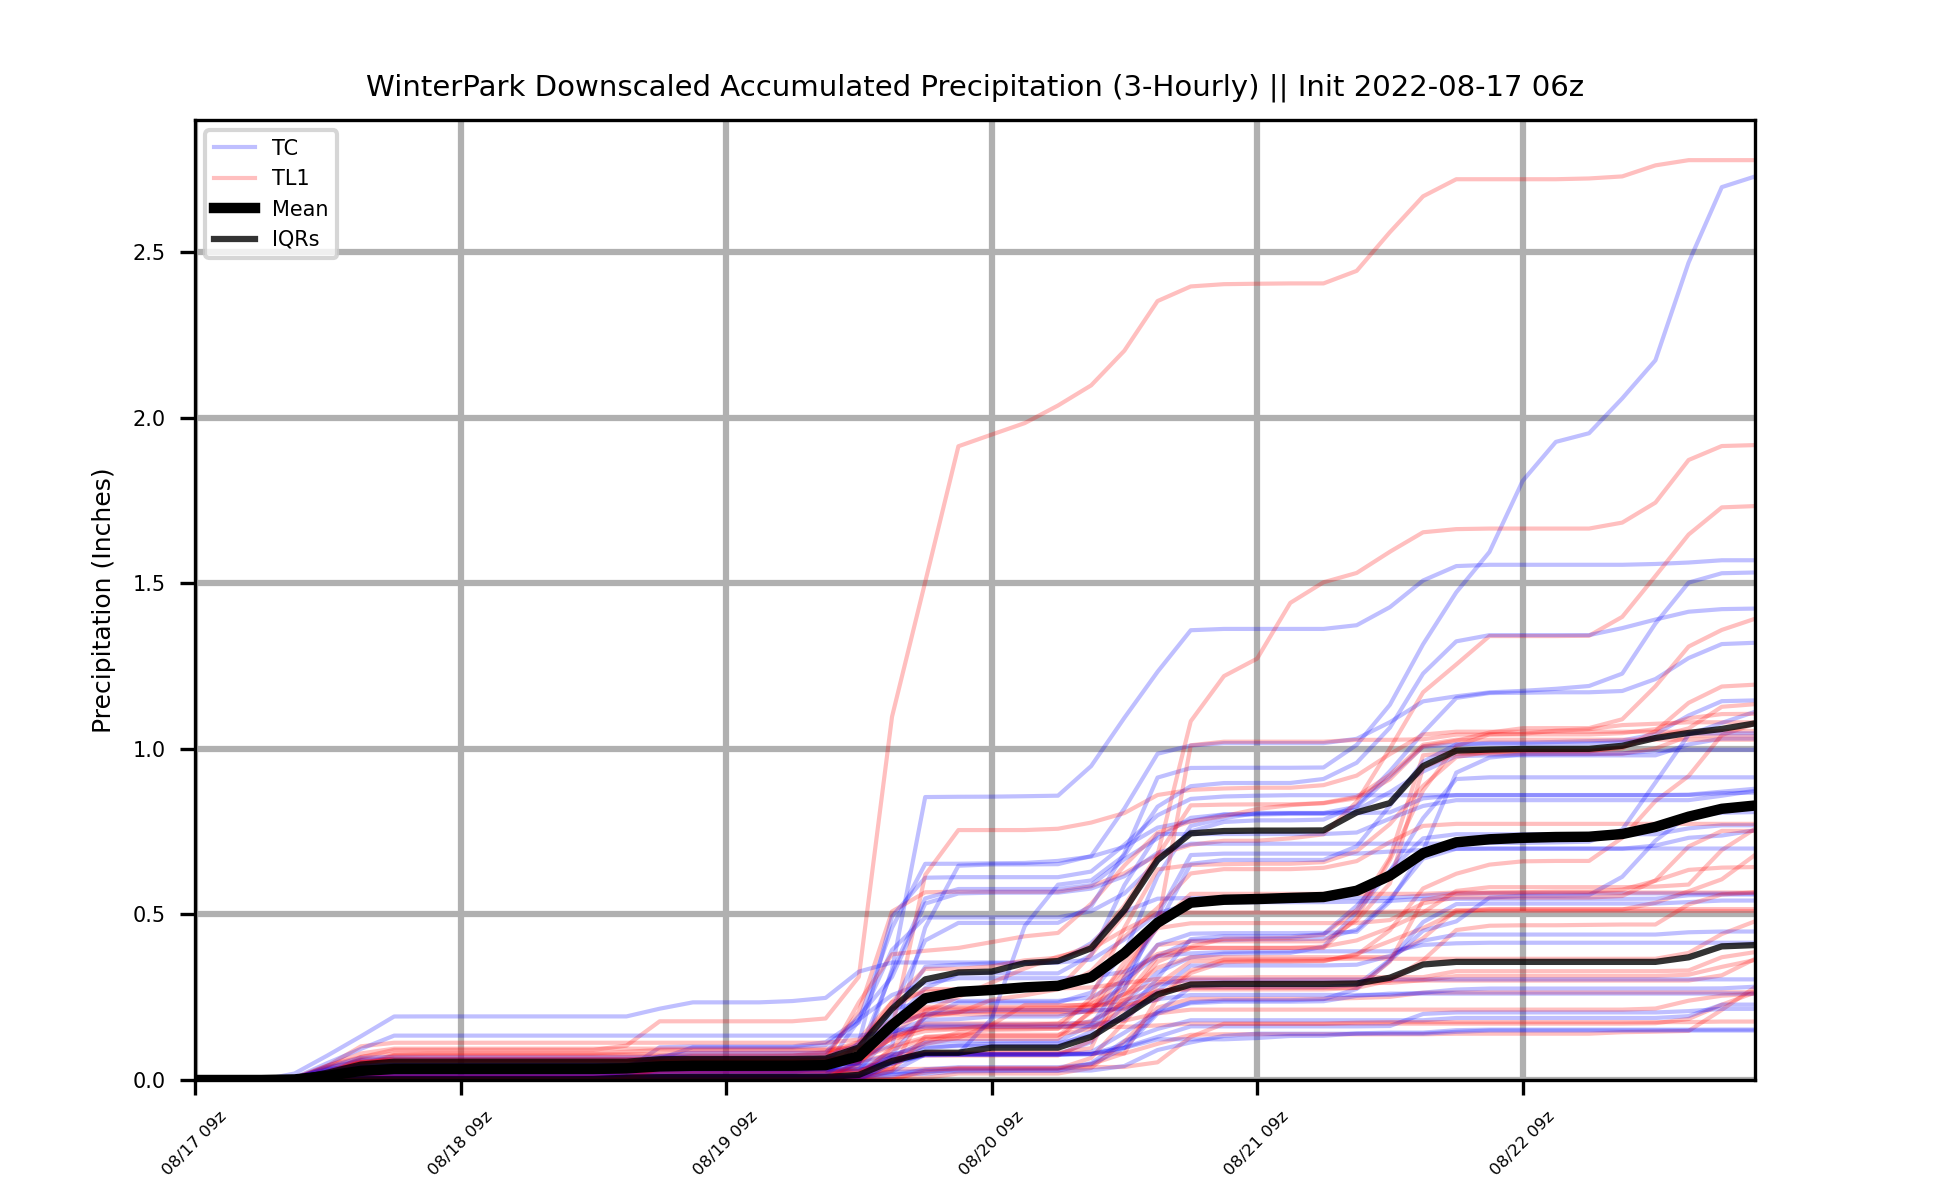 WinterPark Downscaled Accumulated Precipitation (3-Hourly) || Init 2022-08-17 06z
TC
TL1
Mean
IQRs
Precipitation (Inches)
2.5
2.0
1.5
1.0
0.5
0.0
08/17 09z
08/18 09z
08/19 09z
08/20 09z
08/21 09z
08/22 09z